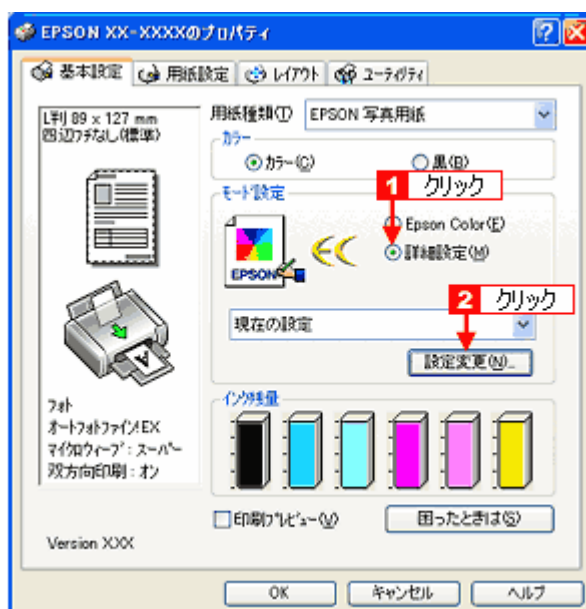 EPSON XX-XXXXのプロパティ
基本設定 用紙設定 レイアウト ユーティリティ
L判 89 x 127 mm
四辺フチなし(標準)
用紙種類(T) EPSON 写真用紙
カラー
カラー(C) 黒(B)
1 クリック
モード設定
Epson Color(E)
EPSON
詳細設定(M)
2 クリック
現在の設定
設定変更(N)...
インク残量
フォト
オートフォトファイン!EX
マイクロウィーブ:スーパー
双方向印刷:オン
印刷プレビュー(V) 困ったときは(S)
Version XXX
OK キャンセル ヘルプ